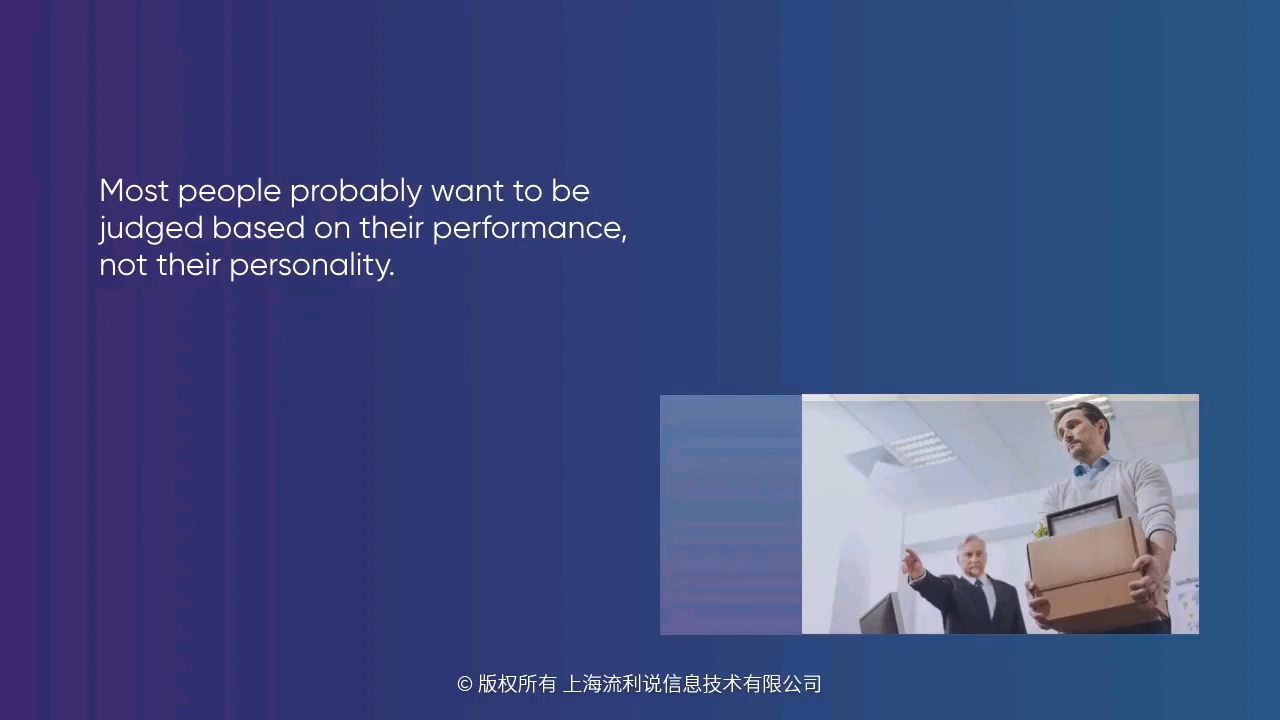 Most people probably want to be
judged based on their performance,
not their personality.
© 版权所有 上海流利说信息技术有限公司